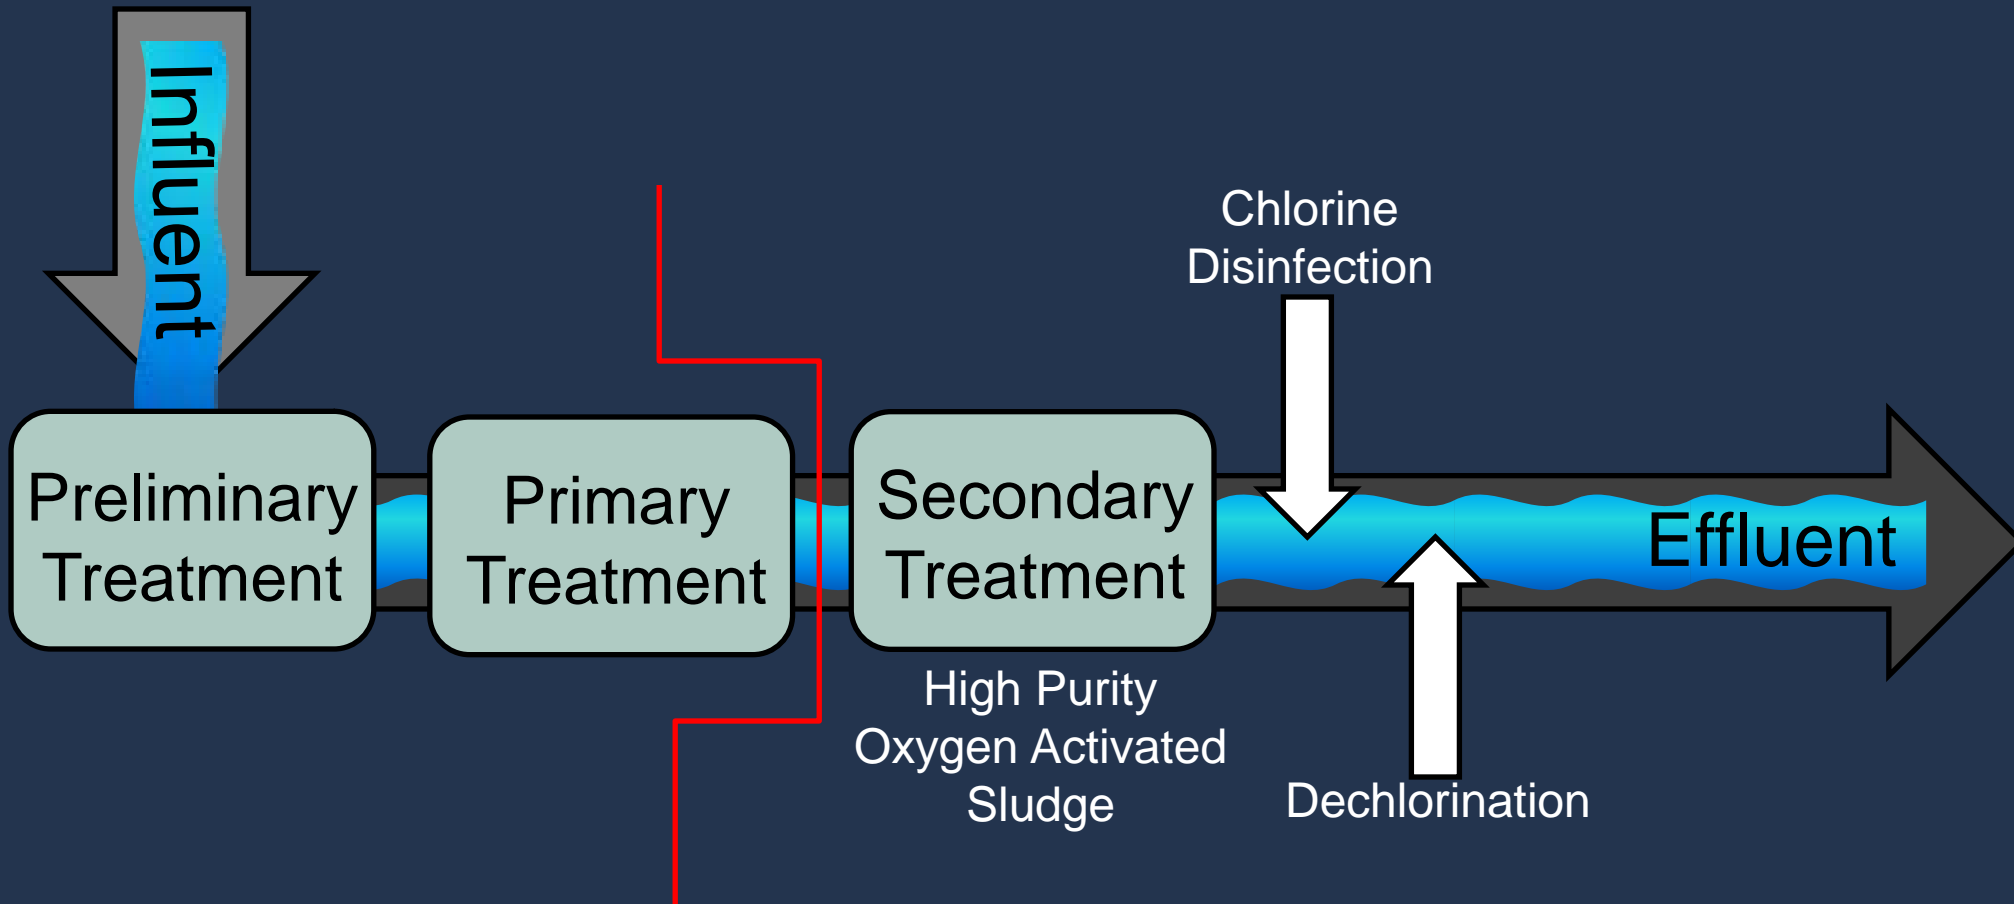 Influent
Preliminary
Treatment
Primary
Treatment
Secondary
Treatment
High Purity
Oxygen Activated
Sludge
Chlorine
Disinfection
Dechlorination
Effluent